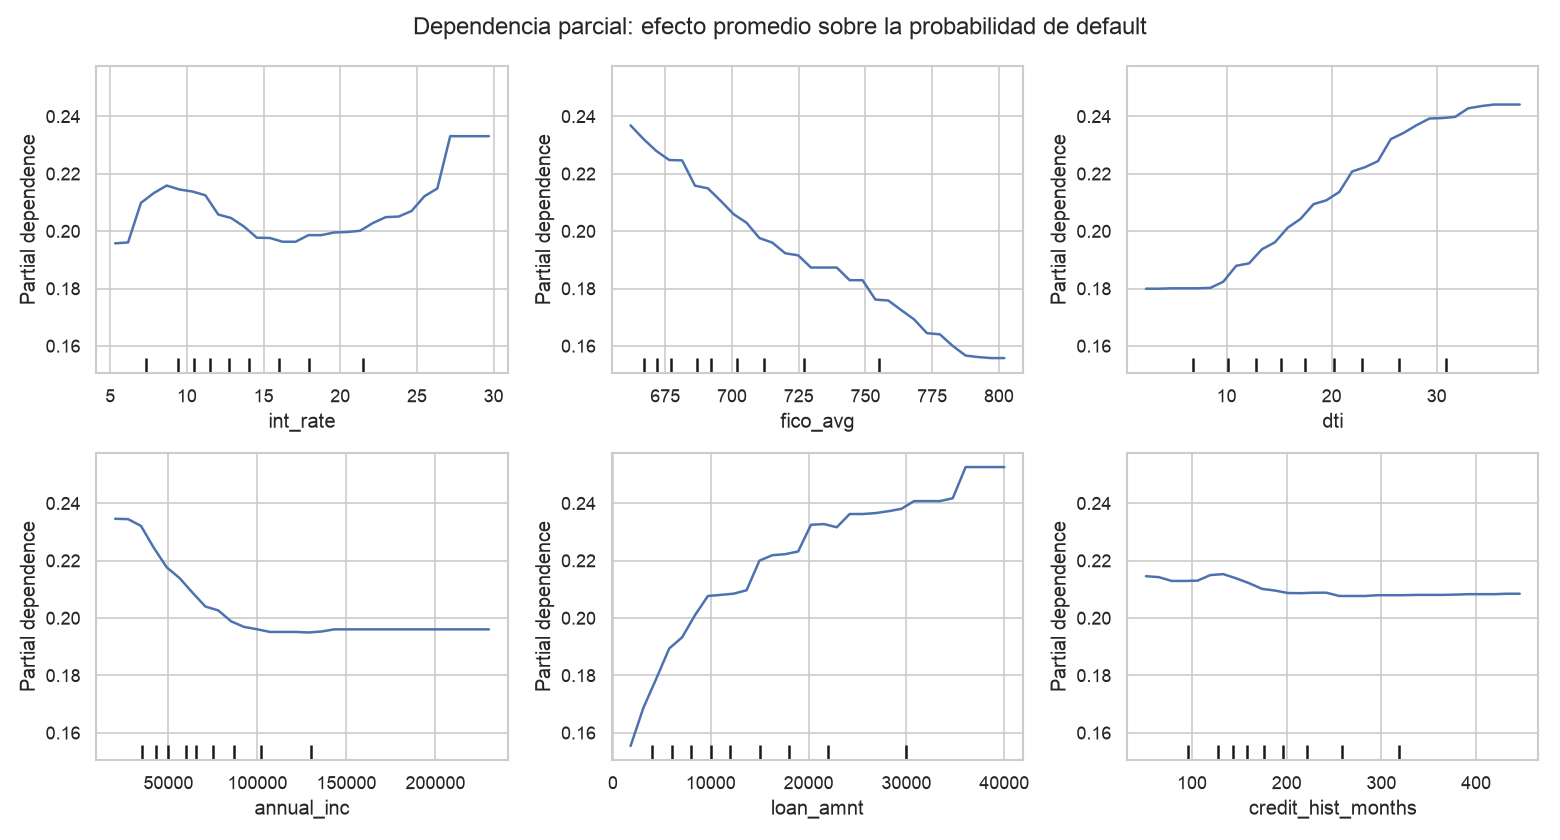 Dependencia parcial: efecto promedio sobre la probabilidad de default
Partial dependence
0.24
0.22
0.20
0.18
0.16
5 10 15 20 25 30
int_rate
Partial dependence
0.24
0.22
0.20
0.18
0.16
675 700 725 750 775 800
fico_avg
Partial dependence
0.24
0.22
0.20
0.18
0.16
10 20 30
dti
Partial dependence
0.24
0.22
0.20
0.18
0.16
50000 100000 150000 200000
annual_inc
Partial dependence
0.24
0.22
0.20
0.18
0.16
0 10000 20000 30000 40000
loan_amnt
Partial dependence
0.24
0.22
0.20
0.18
0.16
100 200 300 400
credit_hist_months